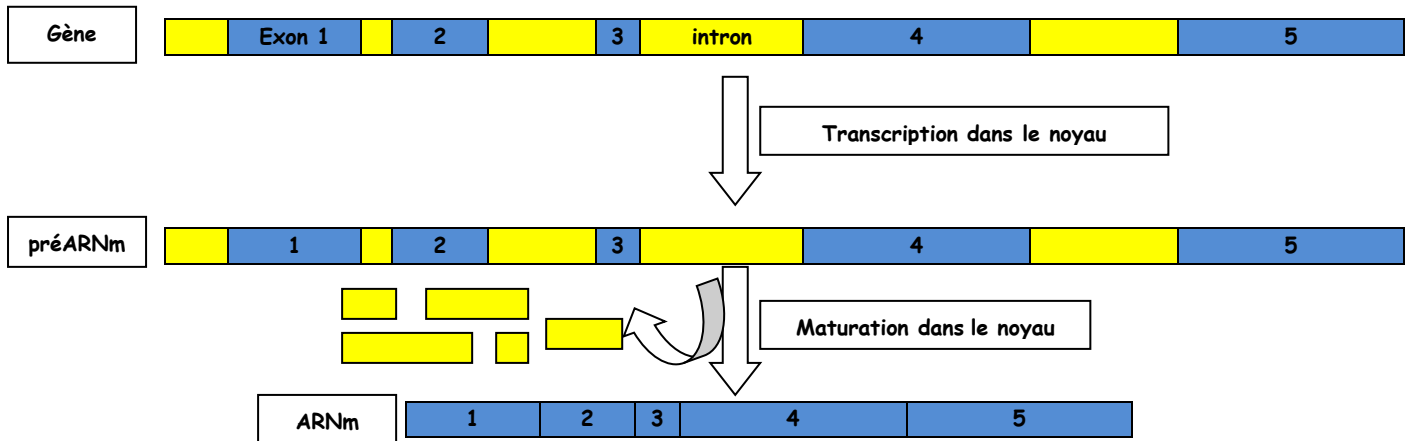 Gène
Exon 1 2 3 intron 4 5
Transcription dans le noyau
préARNm
1 2 3 4 5
Maturation dans le noyau
ARNm
1 2 3 4 5